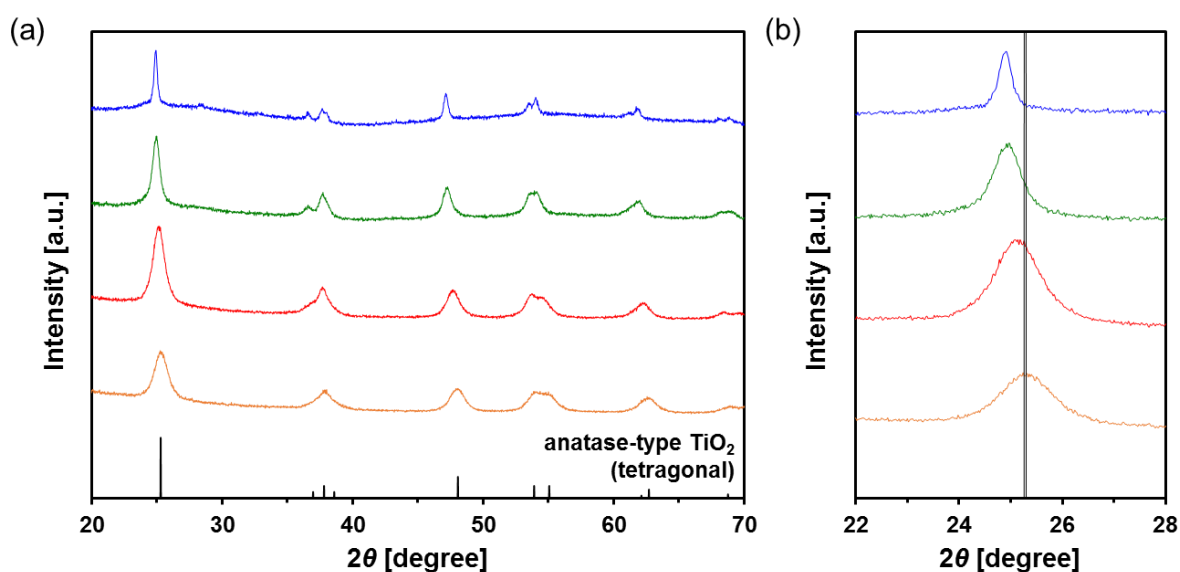 (a)
(b)
Intensity [a.u.]
Intensity [a.u.]
anatase-type TiO₂
(tetragonal)
20 30 40 50 60 70
22 24 26 28
2θ [degree]
2θ [degree]